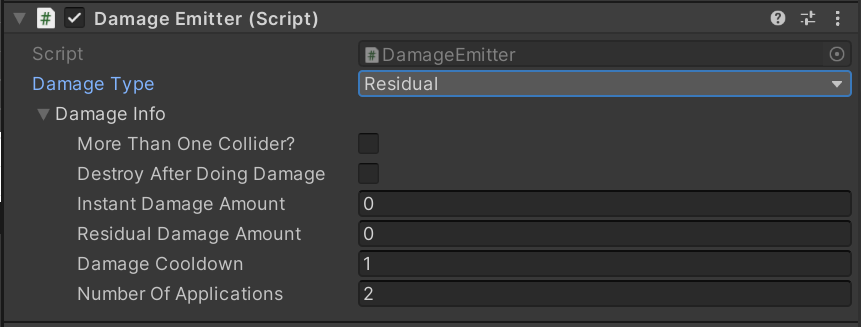 Damage Emitter (Script)
Script DamageEmitter
Damage Type Residual
Damage Info
More Than One Collider?
Destroy After Doing Damage
Instant Damage Amount 0
Residual Damage Amount 0
Damage Cooldown 1
Number Of Applications 2